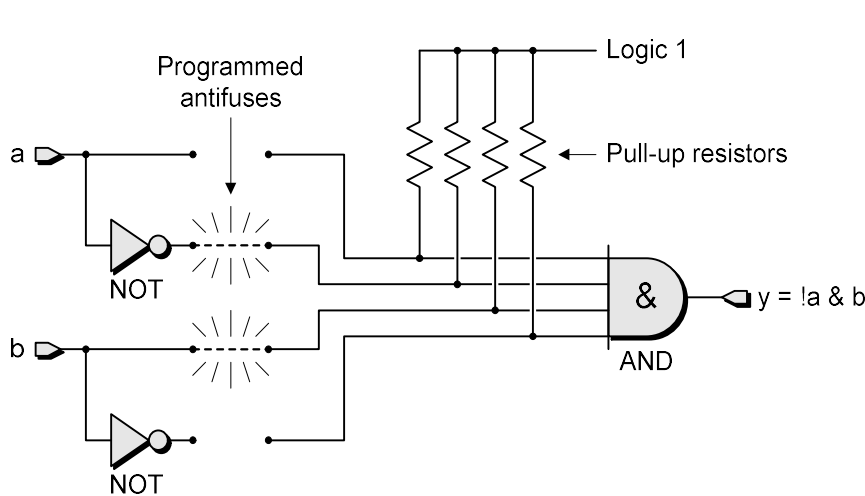 Logic 1
Programmed
antifuses
a
Pull-up resistors
NOT
&
y = !a & b
b
AND
NOT